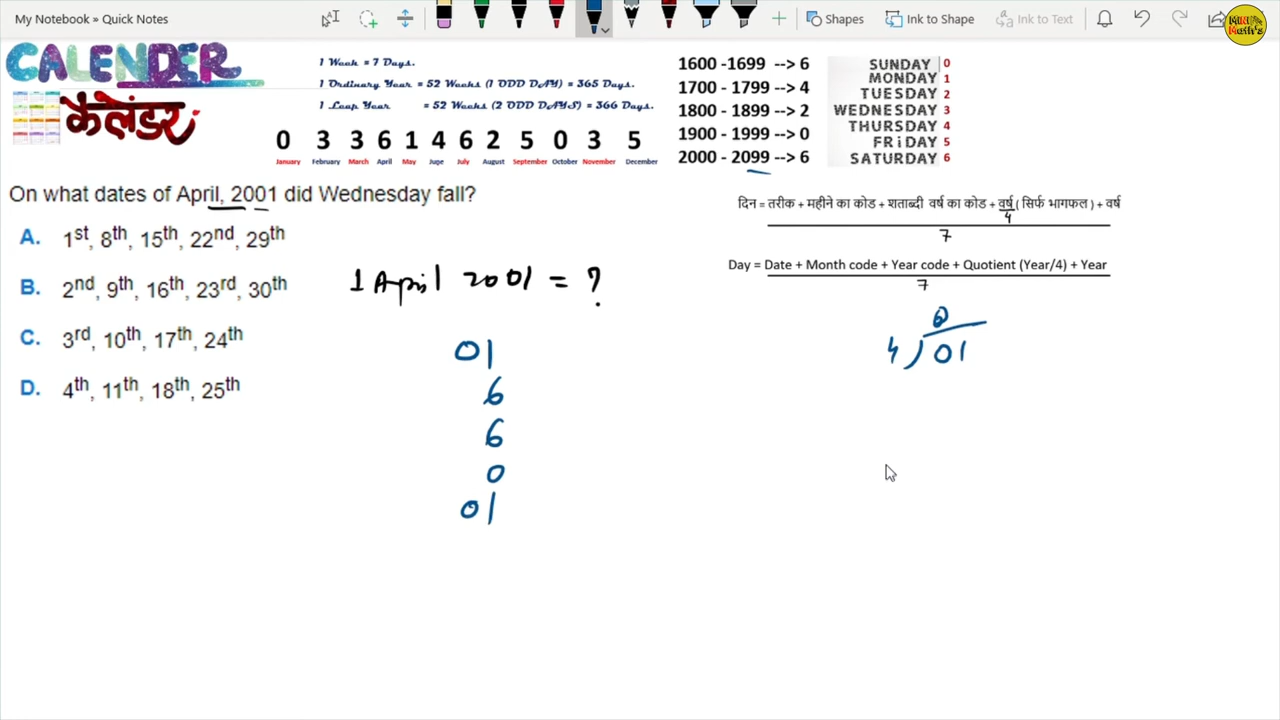 My Notebook » Quick Notes
Shapes
Ink to Shape
Ink to Text
MiNi Math's
CALENDER
कैलेंडर
1 Week = 7 Days.
1 Ordinary Year = 52 Weeks (1 ODD DAY) = 365 Days.
1 Leap Year = 52 Weeks (2 ODD DAYS) = 366 Days.
0 3 3 6 1 4 6 2 5 0 3 5
January February March April May Jupe July August September October November December
1600 -1699 --> 6
1700 - 1799 --> 4
1800 - 1899 --> 2
1900 - 1999 --> 0
2000 - 2099 --> 6
SUNDAY 0
MONDAY 1
TUESDAY 2
WEDNESDAY 3
THURSDAY 4
FRiDAY 5
SATURDAY 6
On what dates of April, 2001 did Wednesday fall?
A. 1st, 8th, 15th, 22nd, 29th
B. 2nd, 9th, 16th, 23rd, 30th
C. 3rd, 10th, 17th, 24th
D. 4th, 11th, 18th, 25th
दिन = तरीक + महीने का कोड + शताब्दी वर्ष का कोड + वर्ष/4 ( सिर्फ भागफल ) + वर्ष
7
Day = Date + Month code + Year code + Quotient (Year/4) + Year
7
1 April 2001 = ?
01
6
6
0
01
0
4 ) 01